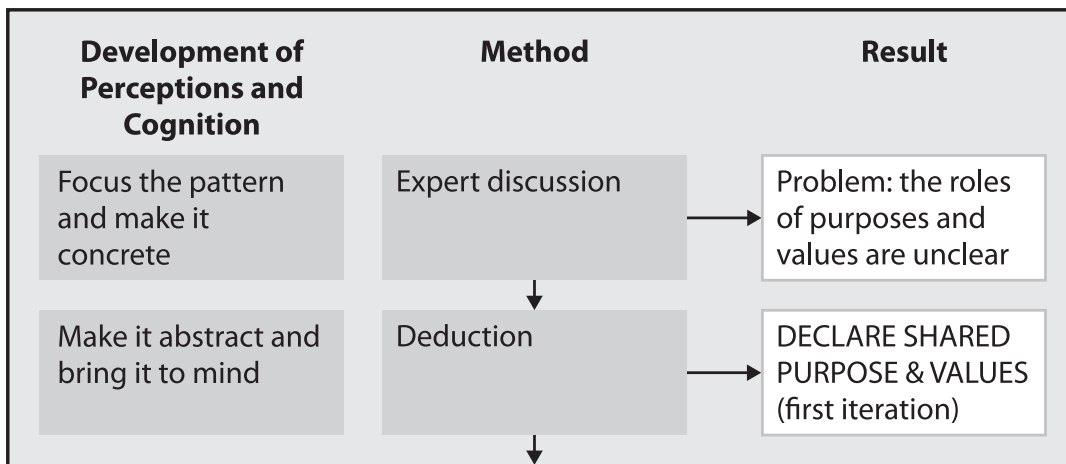 Development of
Perceptions and
Cognition
Method
Result
Focus the pattern
and make it
concrete
Expert discussion
Problem: the roles
of purposes and
values are unclear
Make it abstract and
bring it to mind
Deduction
DECLARE SHARED
PURPOSE & VALUES
(first iteration)